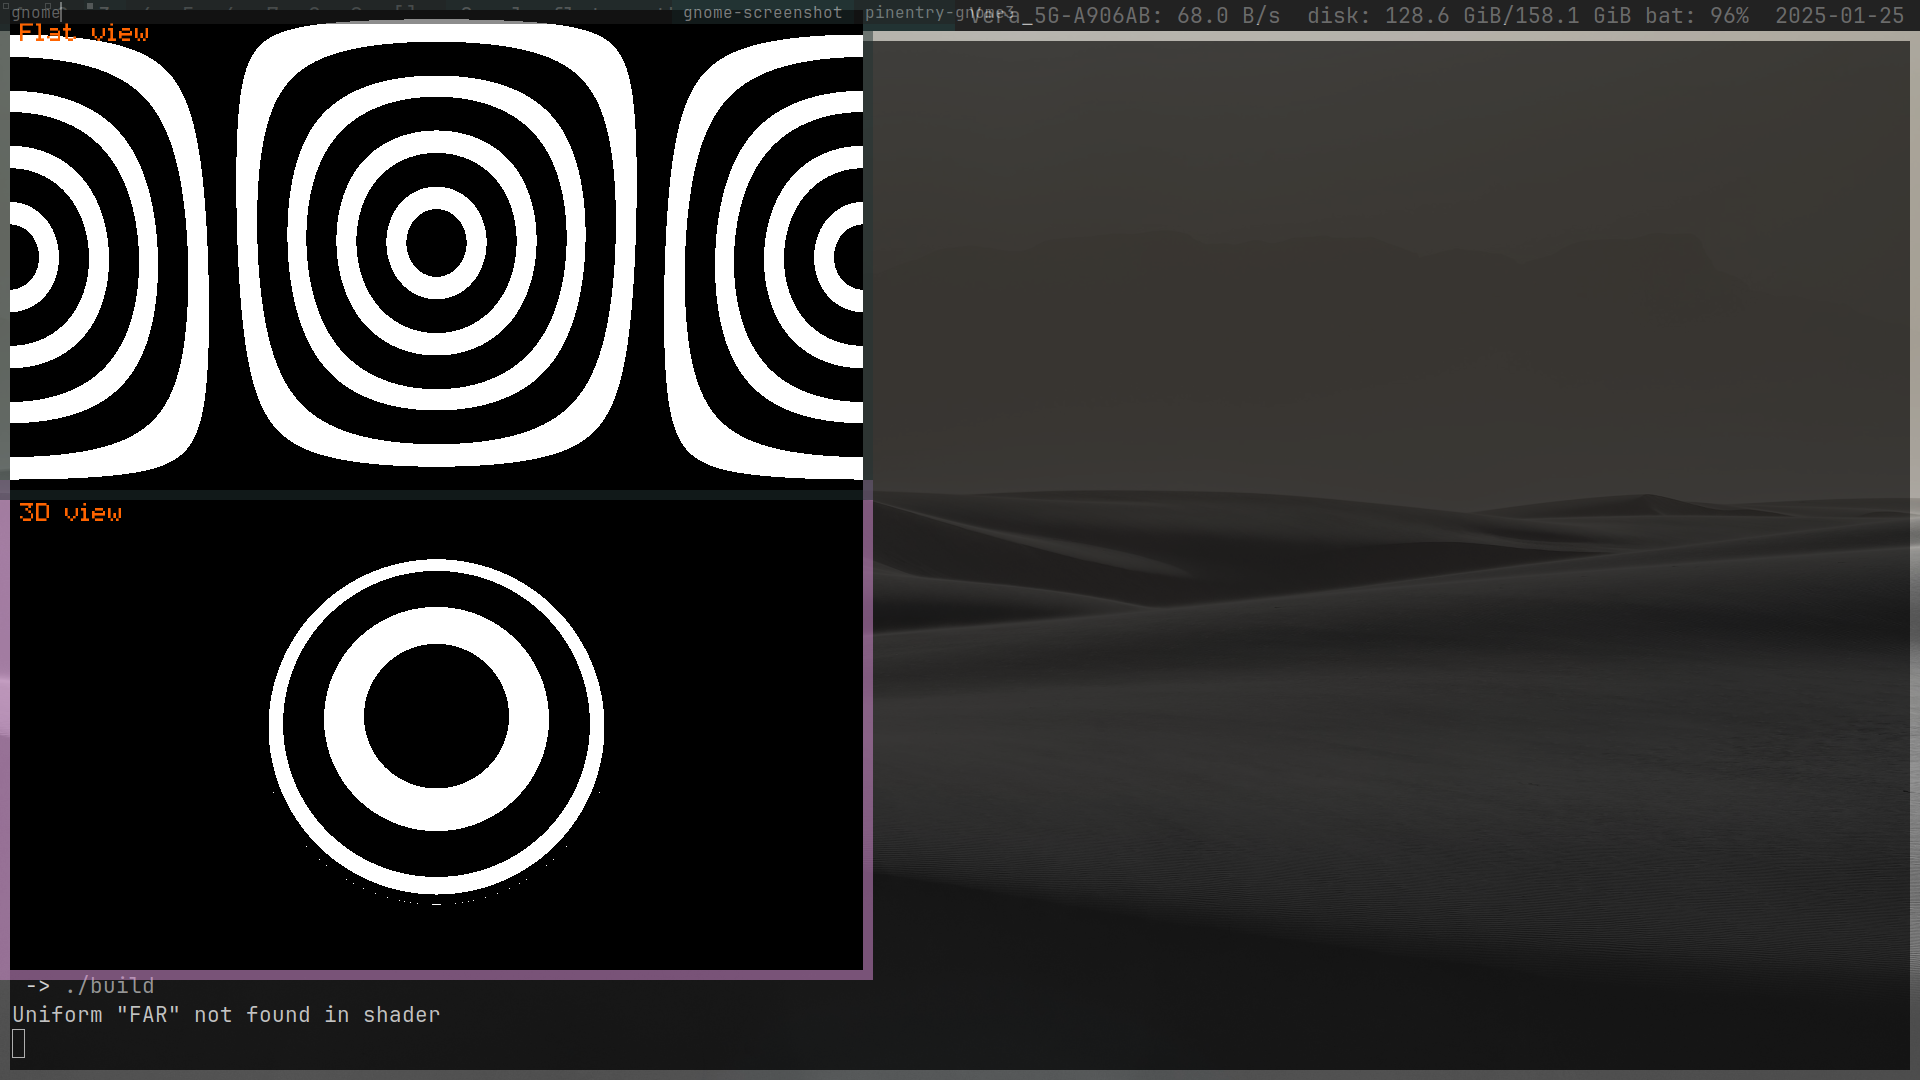 gnome
gnome-screenshot
pinentry-gnome3
_5G-A906AB: 68.0 B/s disk: 128.6 GiB/158.1 GiB bat: 96% 2025-01-25
Flat view
3D view
-> ./build
Uniform "FAR" not found in shader